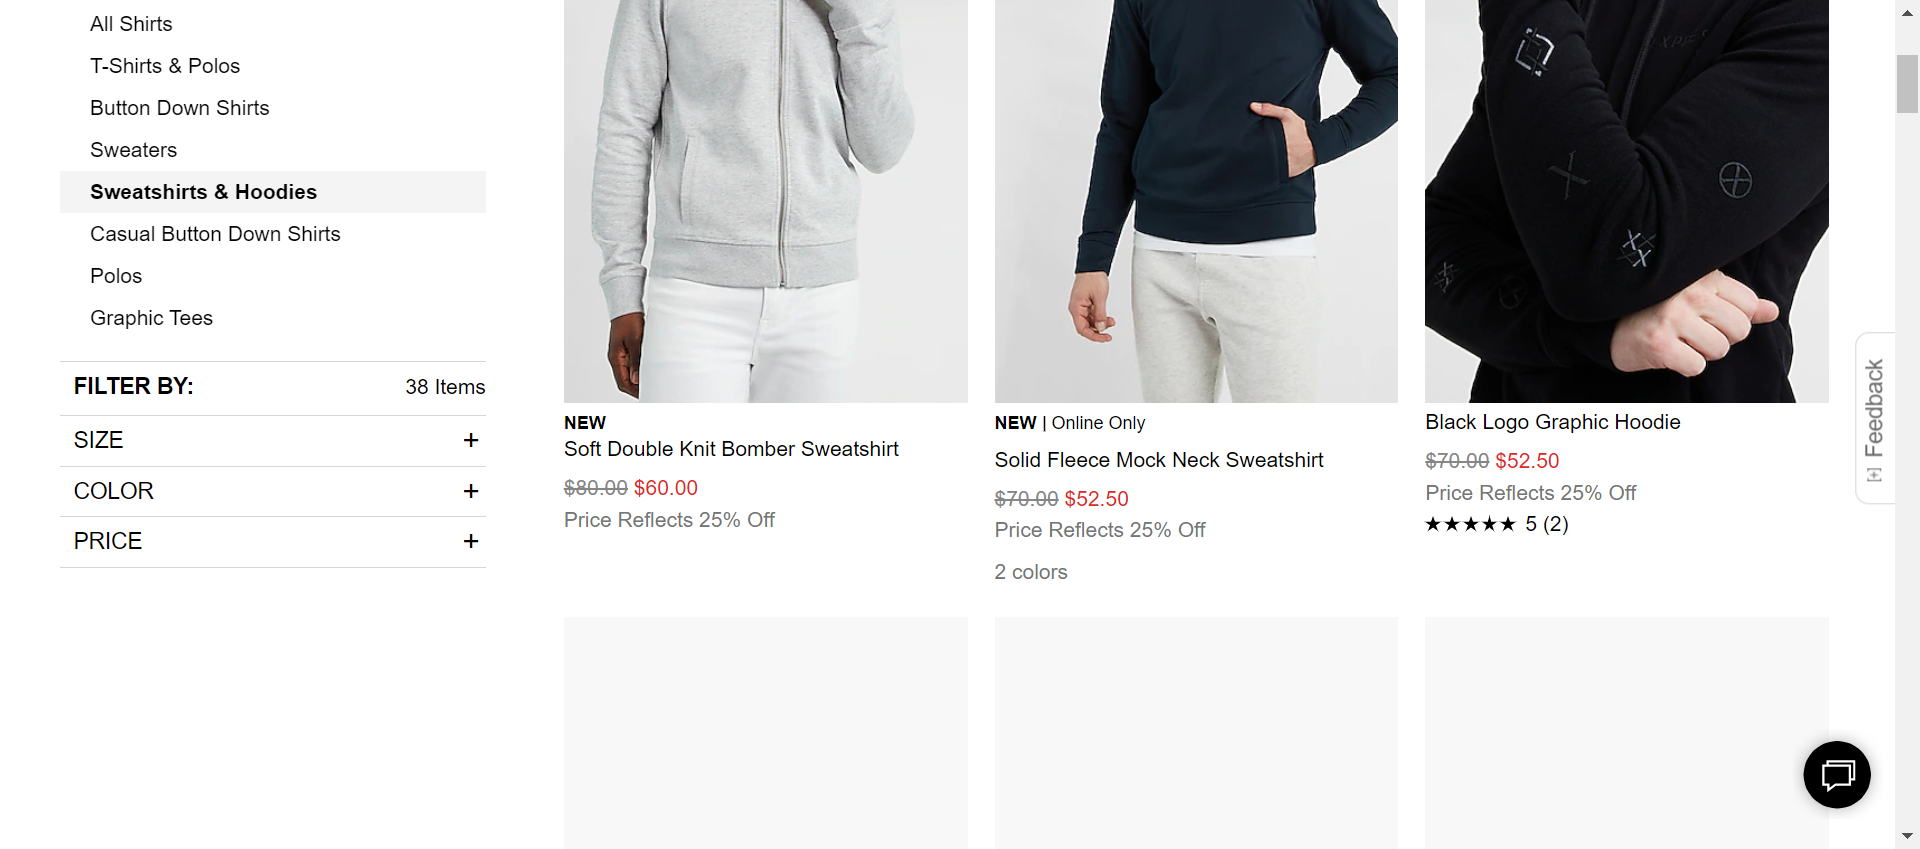 All Shirts
T-Shirts & Polos
Button Down Shirts
Sweaters
Sweatshirts & Hoodies
Casual Button Down Shirts
Polos
Graphic Tees
FILTER BY:
38 Items
SIZE +
COLOR +
PRICE +
NEW
Soft Double Knit Bomber Sweatshirt
$80.00 $60.00
Price Reflects 25% Off
NEW | Online Only
Solid Fleece Mock Neck Sweatshirt
$70.00 $52.50
Price Reflects 25% Off
2 colors
Black Logo Graphic Hoodie
$70.00 $52.50
Price Reflects 25% Off
★★★★★ 5 (2)
[+] Feedback